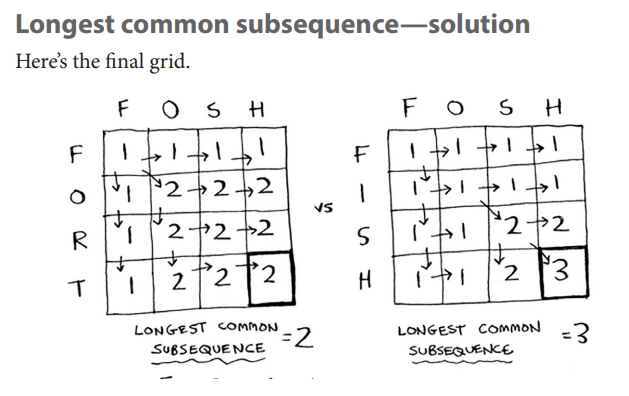 Longest common subsequence—solution
Here's the final grid.
F O S H
F 1 1 1 1
O 1 2 2 2
R 1 2 2 2
T 1 2 2 2
LONGEST COMMON
SUBSEQUENCE =2
vs
F O S H
F 1 1 1 1
I 1 1 1 1
S 1 1 2 2
H 1 1 2 3
LONGEST COMMON
SUBSEQUENCE =3